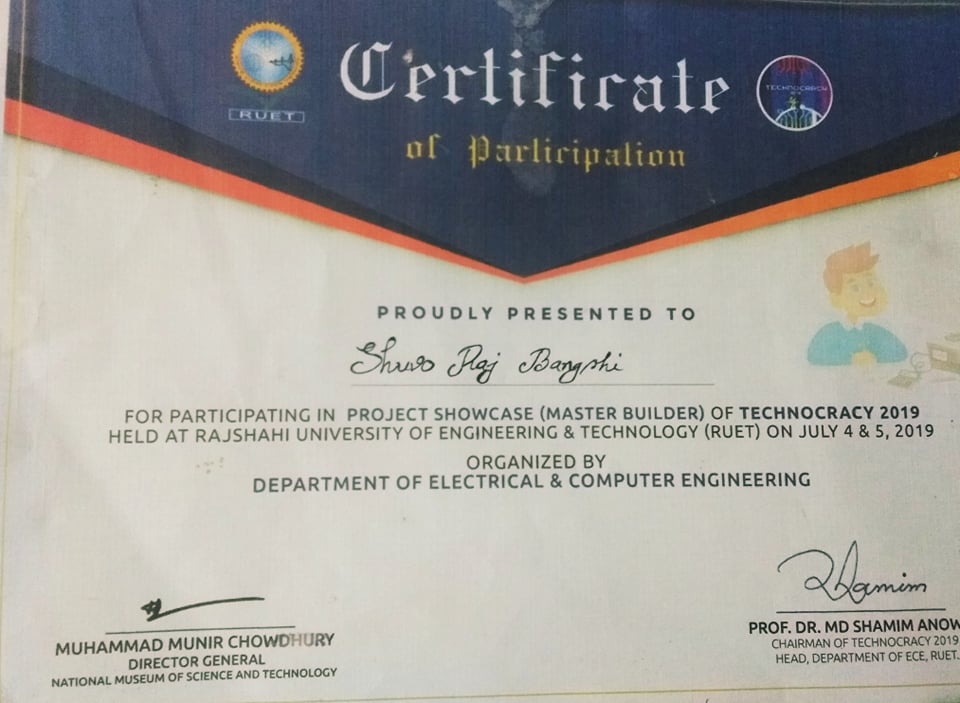 RUET
Certificate
TECHNOCRACY
of Participation
PROUDLY PRESENTED TO
Shuvo Raj Bangshi
FOR PARTICIPATING IN PROJECT SHOWCASE (MASTER BUILDER) OF TECHNOCRACY 2019
HELD AT RAJSHAHI UNIVERSITY OF ENGINEERING & TECHNOLOGY (RUET) ON JULY 4 & 5, 2019
ORGANIZED BY
DEPARTMENT OF ELECTRICAL & COMPUTER ENGINEERING
MUHAMMAD MUNIR CHOWDHURY
DIRECTOR GENERAL
NATIONAL MUSEUM OF SCIENCE AND TECHNOLOGY
Shamim
PROF. DR. MD SHAMIM ANOW
CHAIRMAN OF TECHNOCRACY 2019
HEAD, DEPARTMENT OF ECE, RUET.